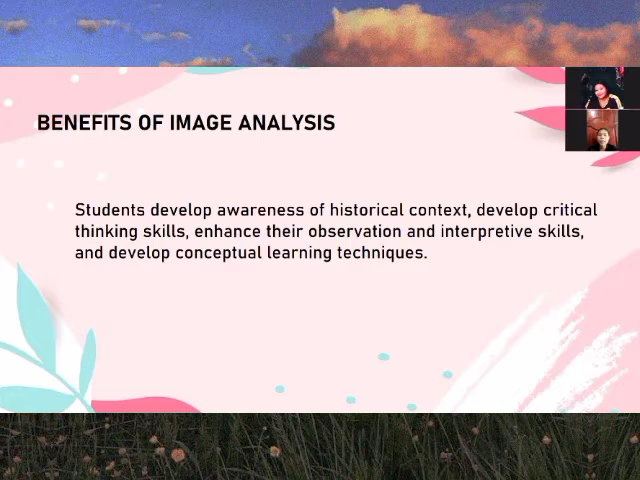 BENEFITS OF IMAGE ANALYSIS
Students develop awareness of historical context, develop critical
thinking skills, enhance their observation and interpretive skills,
and develop conceptual learning techniques.